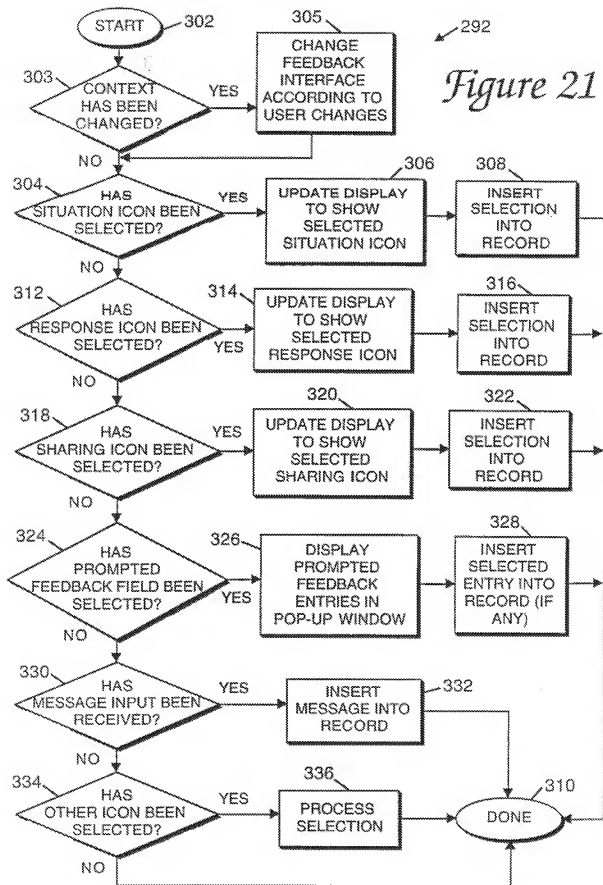 START
302
292
Figure 21
303
CONTEXT
HAS BEEN
CHANGED?
YES
305
CHANGE
FEEDBACK
INTERFACE
ACCORDING TO
USER CHANGES
NO
304
HAS
SITUATION ICON BEEN
SELECTED?
YES
306
UPDATE DISPLAY
TO SHOW
SELECTED
SITUATION ICON
308
INSERT
SELECTION
INTO
RECORD
NO
312
HAS
RESPONSE ICON BEEN
SELECTED?
YES
314
UPDATE DISPLAY
TO SHOW
SELECTED
RESPONSE ICON
316
INSERT
SELECTION
INTO
RECORD
NO
318
HAS
SHARING ICON BEEN
SELECTED?
YES
320
UPDATE DISPLAY
TO SHOW
SELECTED
SHARING ICON
322
INSERT
SELECTION
INTO
RECORD
NO
324
HAS
PROMPTED
FEEDBACK FIELD BEEN
SELECTED?
YES
326
DISPLAY
PROMPTED
FEEDBACK
ENTRIES IN
POP-UP WINDOW
328
INSERT
SELECTED
ENTRY INTO
RECORD (IF
ANY)
NO
330
HAS
MESSAGE INPUT BEEN
RECEIVED?
YES
332
INSERT
MESSAGE INTO
RECORD
NO
334
HAS
OTHER ICON BEEN
SELECTED?
YES
336
PROCESS
SELECTION
310
DONE
NO